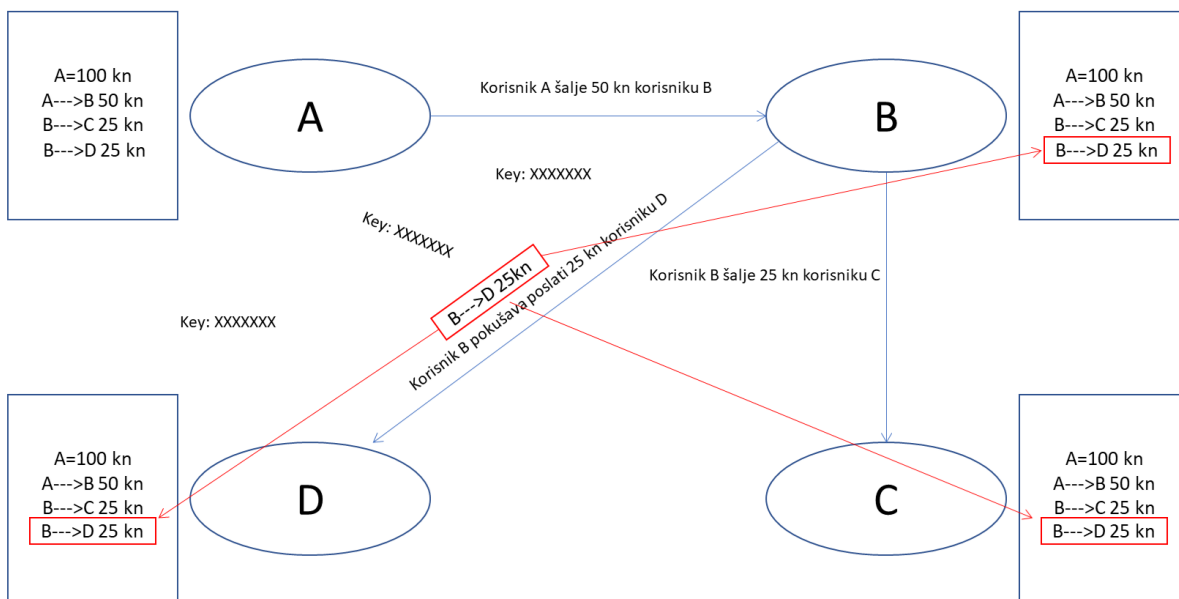 A=100 kn
A--->B 50 kn
B--->C 25 kn
B--->D 25 kn
A
Korisnik A šalje 50 kn korisniku B
B
A=100 kn
A--->B 50 kn
B--->C 25 kn
B--->D 25 kn
Key: XXXXXXX
Key: XXXXXXX
Key: XXXXXXX
B--->D 25kn
Korisnik B pokušava poslati 25 kn korisniku D
Korisnik B šalje 25 kn korisniku C
A=100 kn
A--->B 50 kn
B--->C 25 kn
B--->D 25 kn
D
C
A=100 kn
A--->B 50 kn
B--->C 25 kn
B--->D 25 kn